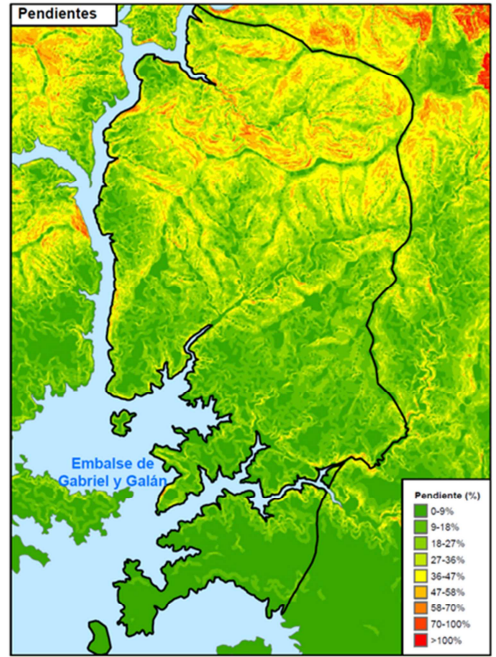 Pendientes
Embalse de
Gabriel y Galán
Pendiente (%)
0-9%
9-18%
18-27%
27-36%
36-47%
47-58%
58-70%
70-100%
>100%